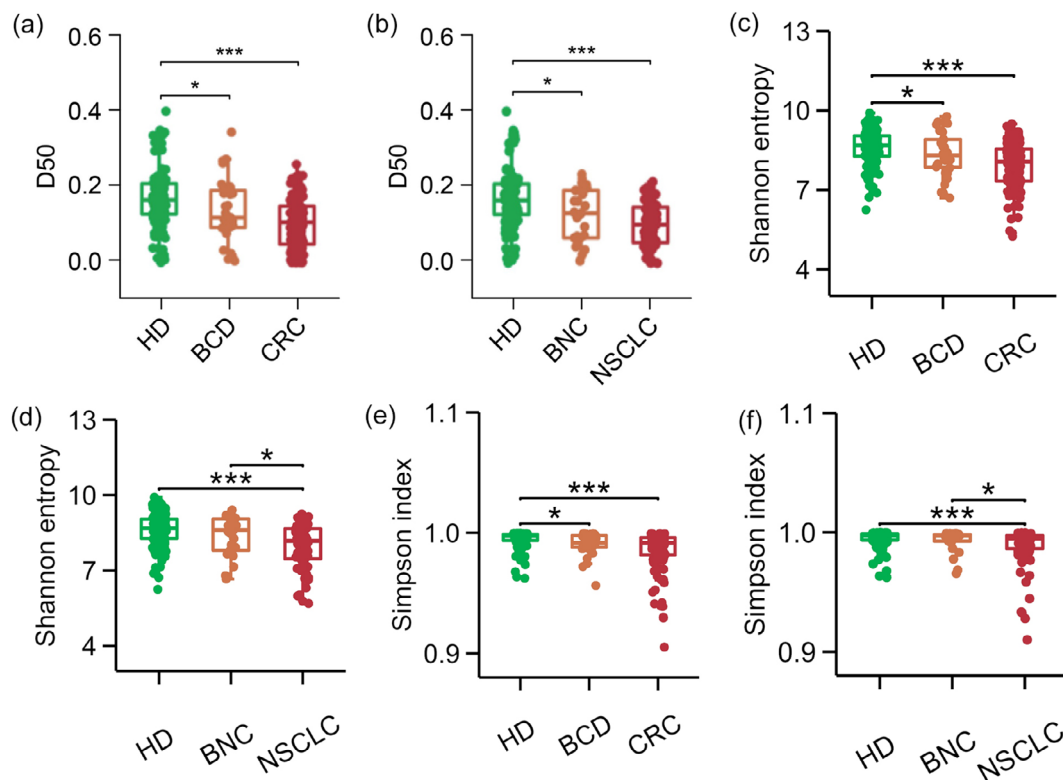 (a)
0.6
0.4
0.2
0.0
D50
***
*
HD
BCD
CRC
(b)
0.6
0.4
0.2
0.0
D50
***
*
HD
BNC
NSCLC
(c)
13
10
7
4
Shannon entropy
***
*
HD
BCD
CRC
(d)
13
10
7
4
Shannon entropy
*
***
HD
BNC
NSCLC
(e)
1.1
1.0
0.9
Simpson index
***
*
HD
BCD
CRC
(f)
1.1
1.0
0.9
Simpson index
*
***
HD
BNC
NSCLC